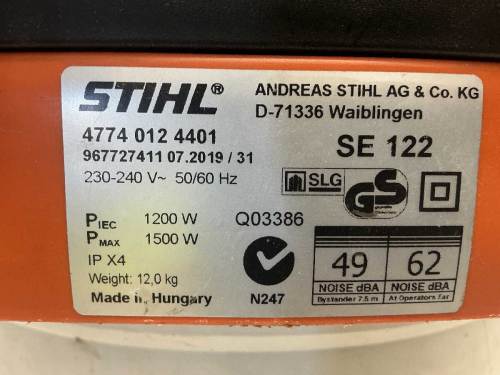 STIHL® ANDREAS STIHL AG & Co. KG
D-71336 Waiblingen
4774 012 4401 SE 122
967727411 07.2019 / 31
230-240 V~ 50/60 Hz
SLG GS
PIEC 1200 W Q03386
PMAX 1500 W
IP X4
Weight: 12,0 kg
Made in Hungary N247
49 62
NOISE dBA NOISE dBA
Bystander 7.5 m At Operators Ear